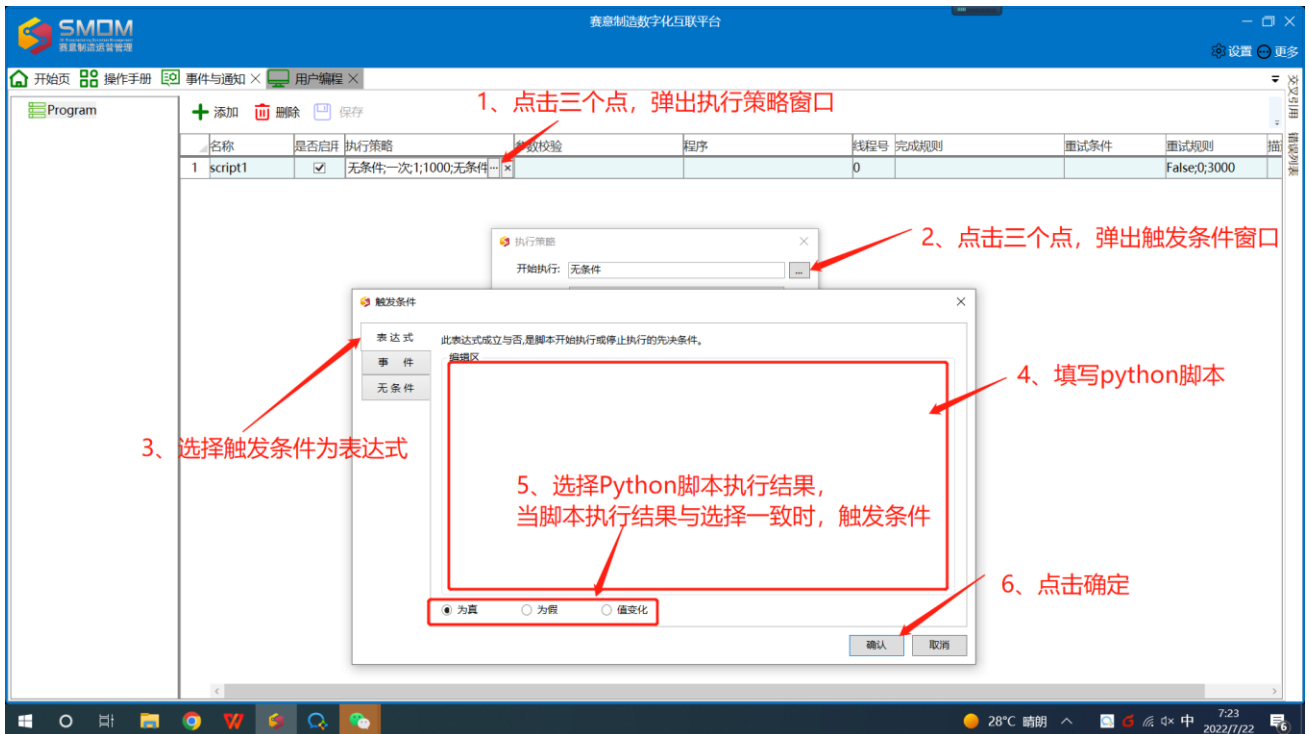 SMOM
赛意制造运营管理
赛意制造数字化互联平台
设置 更多
开始页 操作手册 事件与通知 用户编程
交叉引用 错误列表
Program
添加 删除 保存
1、点击三个点，弹出执行策略窗口
名称 是否启用 执行策略 参数校验 程序 线程号 完成规则 重试条件 重试规则 描
1 script1 无条件;一次;1;1000;无条件 ... × 0 False;0;3000
执行策略
2、点击三个点，弹出触发条件窗口
开始执行: 无条件 ...
触发条件
表达式
此表达式成立与否,是脚本开始执行或停止执行的先决条件。
事 件
编辑区
无条件
4、填写python脚本
3、选择触发条件为表达式
5、选择Python脚本执行结果，
当脚本执行结果与选择一致时，触发条件
6、点击确定
为真 为假 值变化
确认 取消
28°C 晴朗
中
7:23
2022/7/22
6